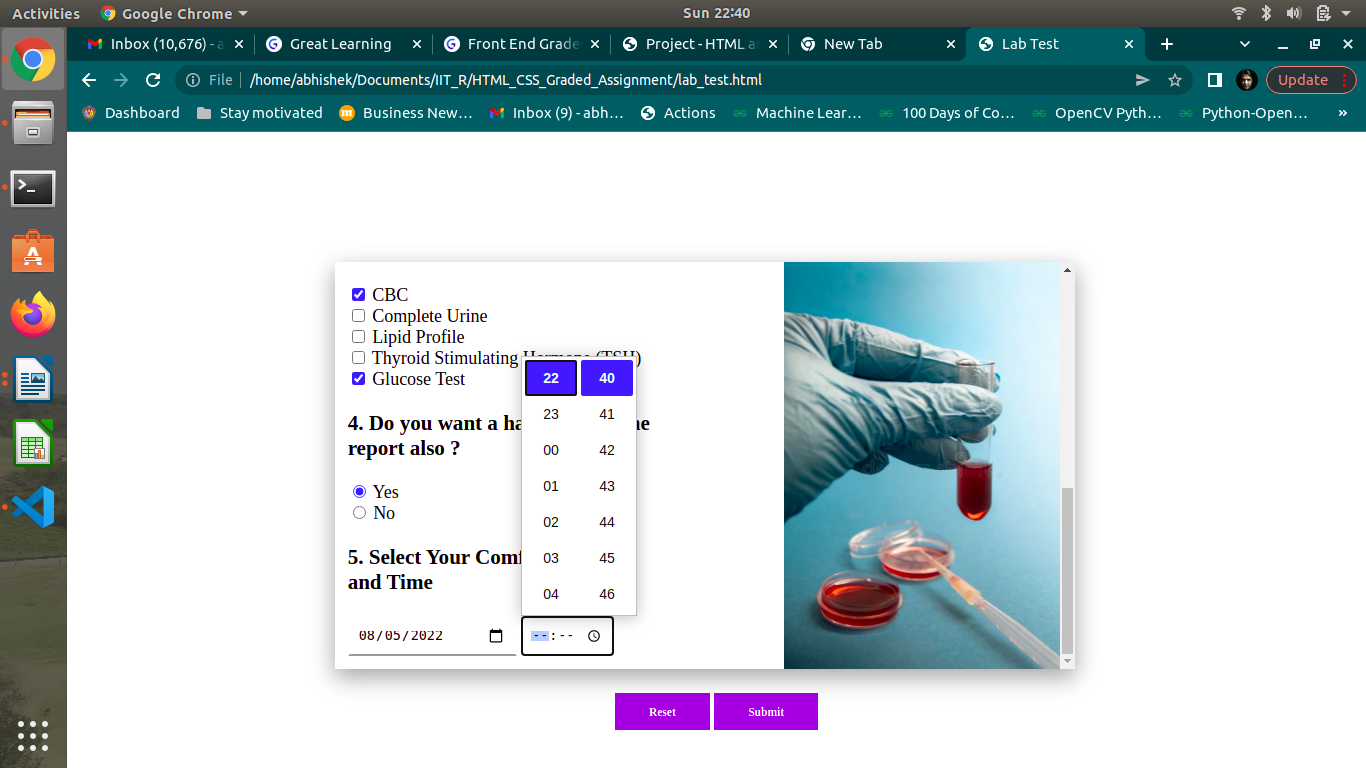 Activities Google Chrome Sun 22:40
Inbox (10,676) - a Great Learning Front End Grade Project - HTML a New Tab Lab Test
File /home/abhishek/Documents/IIT_R/HTML_CSS_Graded_Assignment/lab_test.html Update
Dashboard Stay motivated Business New… Inbox (9) - abh… Actions Machine Lear… 100 Days of Co… OpenCV Pyth… Python-Open… »
CBC
Complete Urine
Lipid Profile
Thyroid Stimulating Hormone (TSH)
Glucose Test
22 40
23 41
00 42
01 43
02 44
03 45
04 46
4. Do you want a ha
report also ?
Yes
No
5. Select Your Comf
and Time
08/05/2022 --:--
Reset Submit